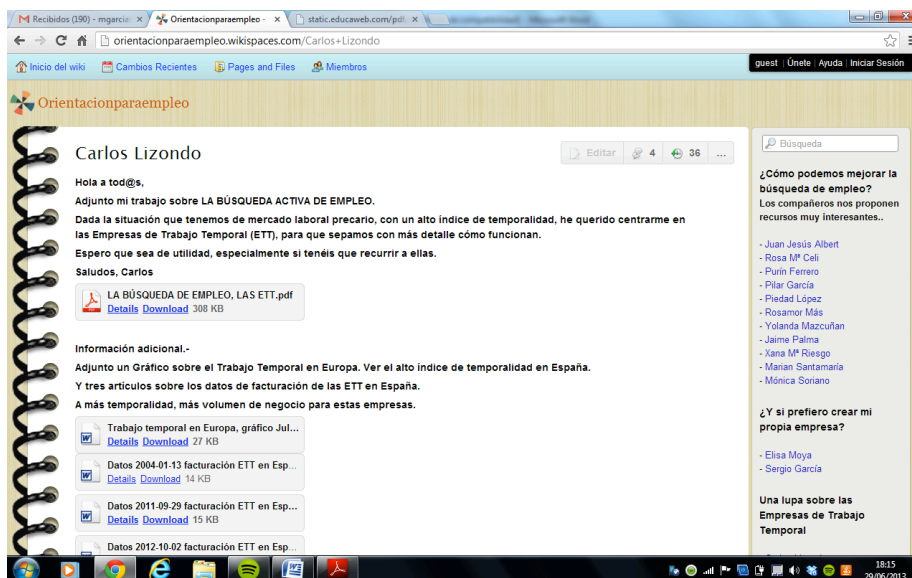 Recibidos (190) - mgarcia
Orientacionparaempleo -
static.educaweb.com/pdf
orientacionparaempleo.wikispaces.com/Carlos+Lizondo
Inicio del wiki
Cambios Recientes
Pages and Files
Miembros
guest | Únete | Ayuda | Iniciar Sesión
Orientacionparaempleo
Carlos Lizondo
Editar
4
36
...
Hola a tod@s,
Adjunto mi trabajo sobre LA BÚSQUEDA ACTIVA DE EMPLEO.
Dada la situación que tenemos de mercado laboral precario, con un alto índice de temporalidad, he querido centrarme en
las Empresas de Trabajo Temporal (ETT), para que sepamos con más detalle cómo funcionan.
Espero que sea de utilidad, especialmente si tenéis que recurrir a ellas.
Saludos, Carlos
LA BÚSQUEDA DE EMPLEO, LAS ETT.pdf
Details Download 308 KB
Información adicional.-
Adjunto un Gráfico sobre el Trabajo Temporal en Europa. Ver el alto índice de temporalidad en España.
Y tres artículos sobre los datos de facturación de las ETT en España.
A más temporalidad, más volumen de negocio para estas empresas.
Trabajo temporal en Europa, gráfico Jul...
Details Download 27 KB
Datos 2004-01-13 facturación ETT en Esp...
Details Download 14 KB
Datos 2011-09-29 facturación ETT en Esp...
Details Download 15 KB
Datos 2012-10-02 facturación ETT en Esp...
Búsqueda
¿Cómo podemos mejorar la
búsqueda de empleo?
Los compañeros nos proponen
recursos muy interesantes..
- Juan Jesús Albert
- Rosa Mª Celi
- Purín Ferrero
- Pilar García
- Piedad López
- Rosamor Más
- Yolanda Mazcuñan
- Jaime Palma
- Xana Mª Riesgo
- Marian Santamaría
- Mónica Soriano
¿Y si prefiero crear mi
propia empresa?
- Elisa Moya
- Sergio García
Una lupa sobre las
Empresas de Trabajo
Temporal
18:15
29/06/2013